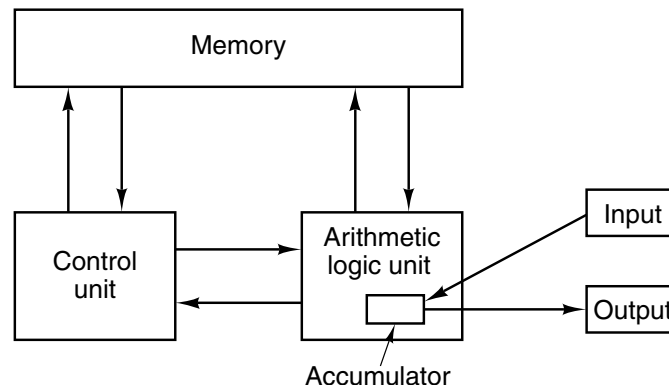 Memory
Control
unit
Arithmetic
logic unit
Input
Output
Accumulator